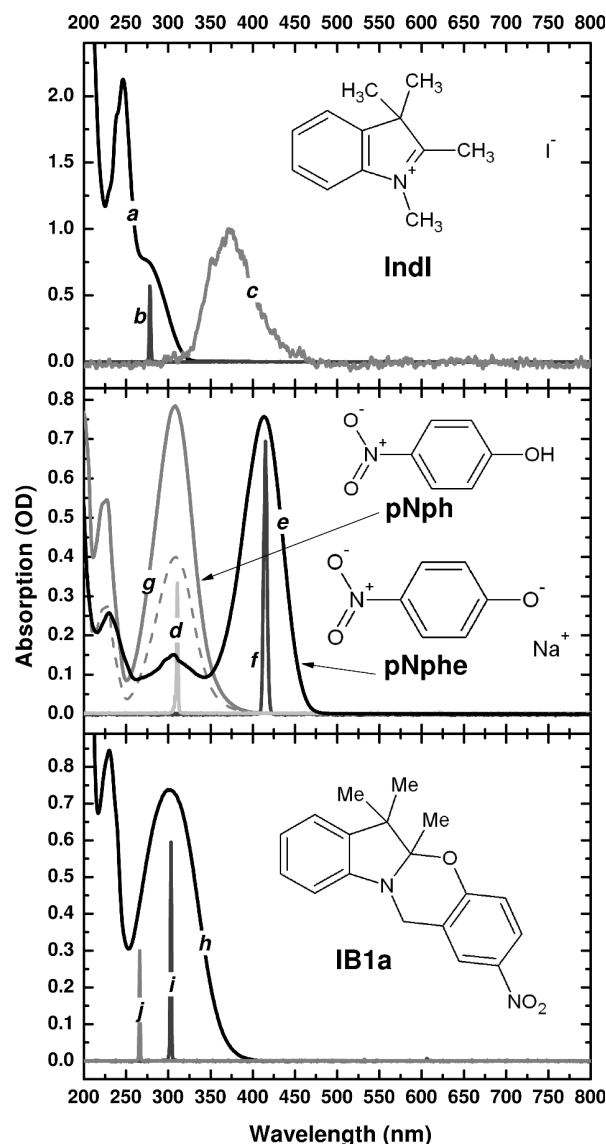 200 250 300 350 400 450 500 550 600 650 700 750 800
2.0
1.5
1.0
0.5
0.0
a
b
c
H₃C CH₃
CH₃
N⁺
CH₃
I⁻
IndI
0.8
0.7
0.6
0.5
0.4
0.3
0.2
0.1
0.0
g
d
f
e
O⁻
N⁺
O
OH
pNph
O⁻
N⁺
O
O⁻
Na⁺
pNphe
Absorption (OD)
0.8
0.7
0.6
0.5
0.4
0.3
0.2
0.1
0.0
j
i
h
Me Me
Me
O
N
NO₂
IB1a
200 250 300 350 400 450 500 550 600 650 700 750 800
Wavelength (nm)